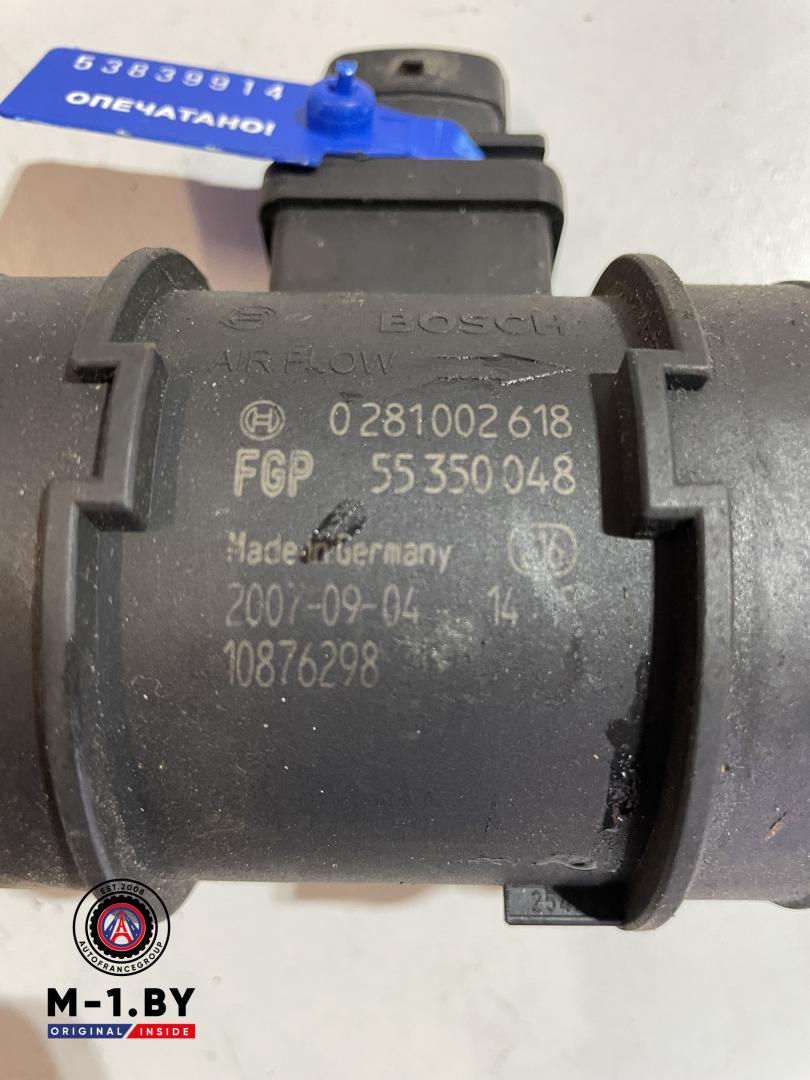 53839914
ОПЕЧАТАНО!
BOSCH
AIR FLOW
0 281 002 618
FGP 55 350 048
Made in Germany 16
2007-09-04 14
10876298
EST.2008
AUTOFRANCEGROUP
M-1.BY
ORIGINAL INSIDE